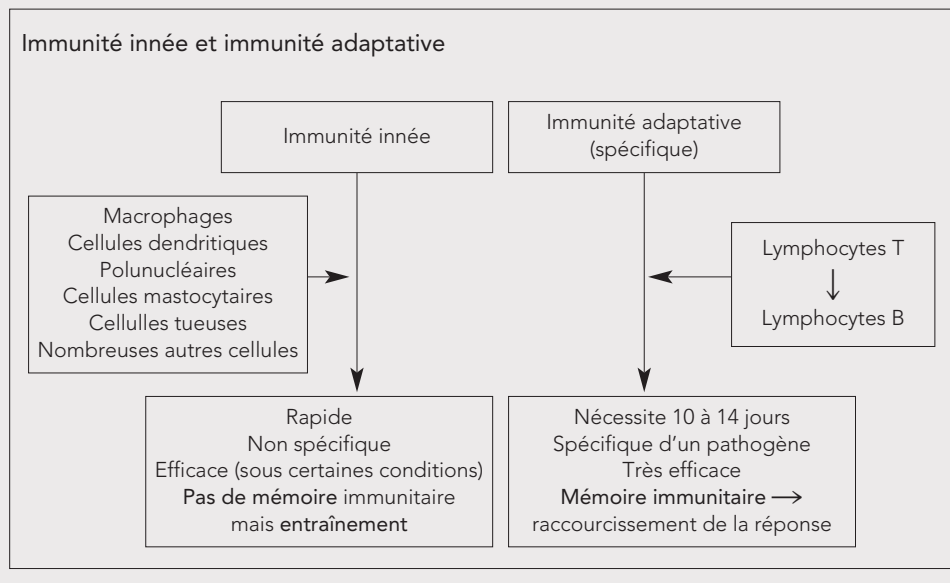 Immunité innée et immunité adaptative
Immunité innée
Immunité adaptative
(spécifique)
Macrophages
Cellules dendritiques
Polunucléaires
Cellules mastocytaires
Cellulles tueuses
Nombreuses autres cellules
Lymphocytes T
↓
Lymphocytes B
Rapide
Non spécifique
Efficace (sous certaines conditions)
Pas de mémoire immunitaire
mais entraînement
Nécessite 10 à 14 jours
Spécifique d'un pathogène
Très efficace
Mémoire immunitaire →
raccourcissement de la réponse